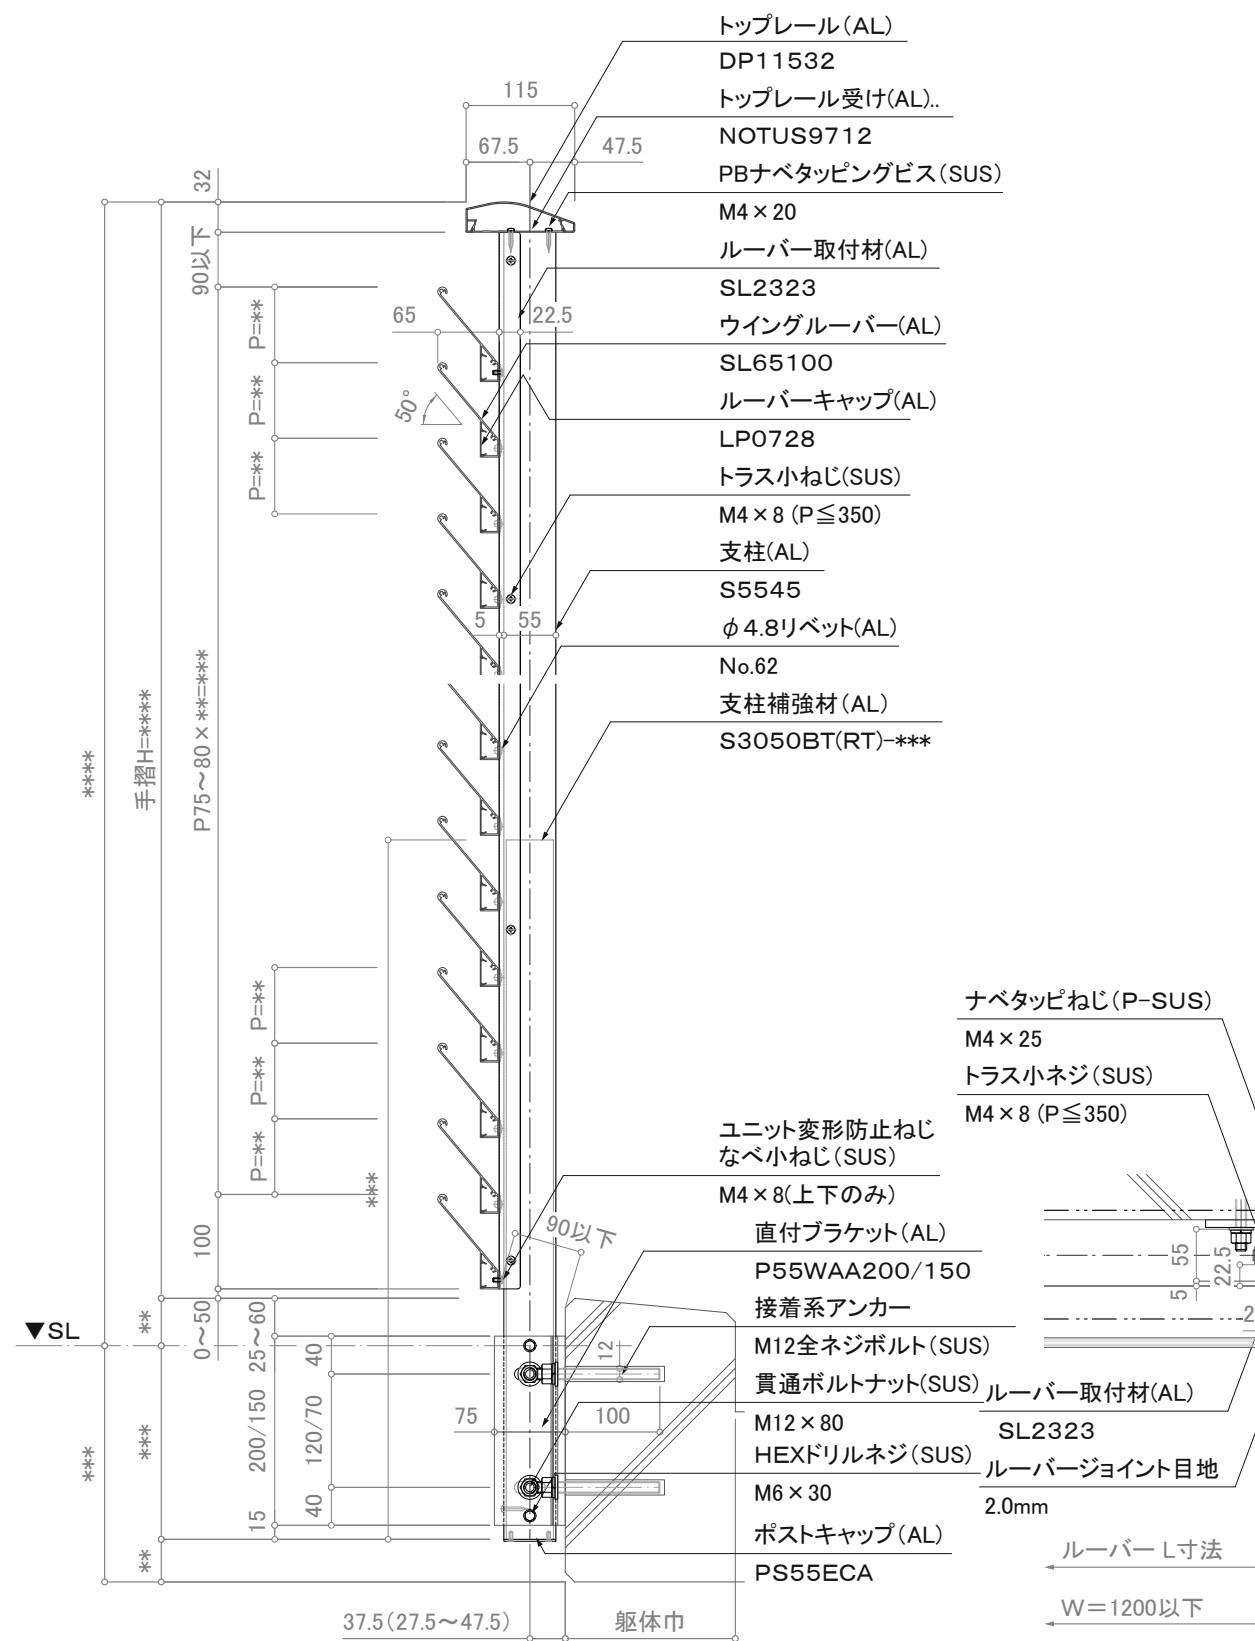 トップレール(AL)
DP11532
トップレール受け(AL)..
NOTUS9712
PBナベタッピングビス(SUS)
M4×20
ルーバー取付材(AL)
SL2323
ウイングルーバー(AL)
SL65100
ルーバーキャップ(AL)
LP0728
トラス小ねじ(SUS)
M4×8 (P≦350)
支柱(AL)
S5545
φ4.8リベット(AL)
No.62
支柱補強材(AL)
S3050BT(RT)-***
115
67.5
47.5
32
90以下
P=**
P=**
P=**
65
22.5
50°
5
55
****
手摺H=****
P75～80×**=***
P=**
P=**
P=**
***
100
ナベタッピねじ(P-SUS)
M4×25
トラス小ネジ(SUS)
M4×8 (P≦350)
ユニット変形防止ねじ
なべ小ねじ(SUS)
M4×8(上下のみ)
90以下
直付ブラケット(AL)
P55WAA200/150
接着系アンカー
M12全ネジボルト(SUS)
貫通ボルトナット(SUS)
M12×80
HEXドリルネジ(SUS)
M6×30
ポストキャップ(AL)
PS55ECA
55
22.5
5
2
ルーバー取付材(AL)
SL2323
ルーバージョイント目地
2.0mm
ルーバー L寸法
W=1200以下
▼SL
**
0～50
25～60
40
12
75
100
***
***
200/150
120/70
15
40
**
37.5(27.5～47.5)
躯体巾